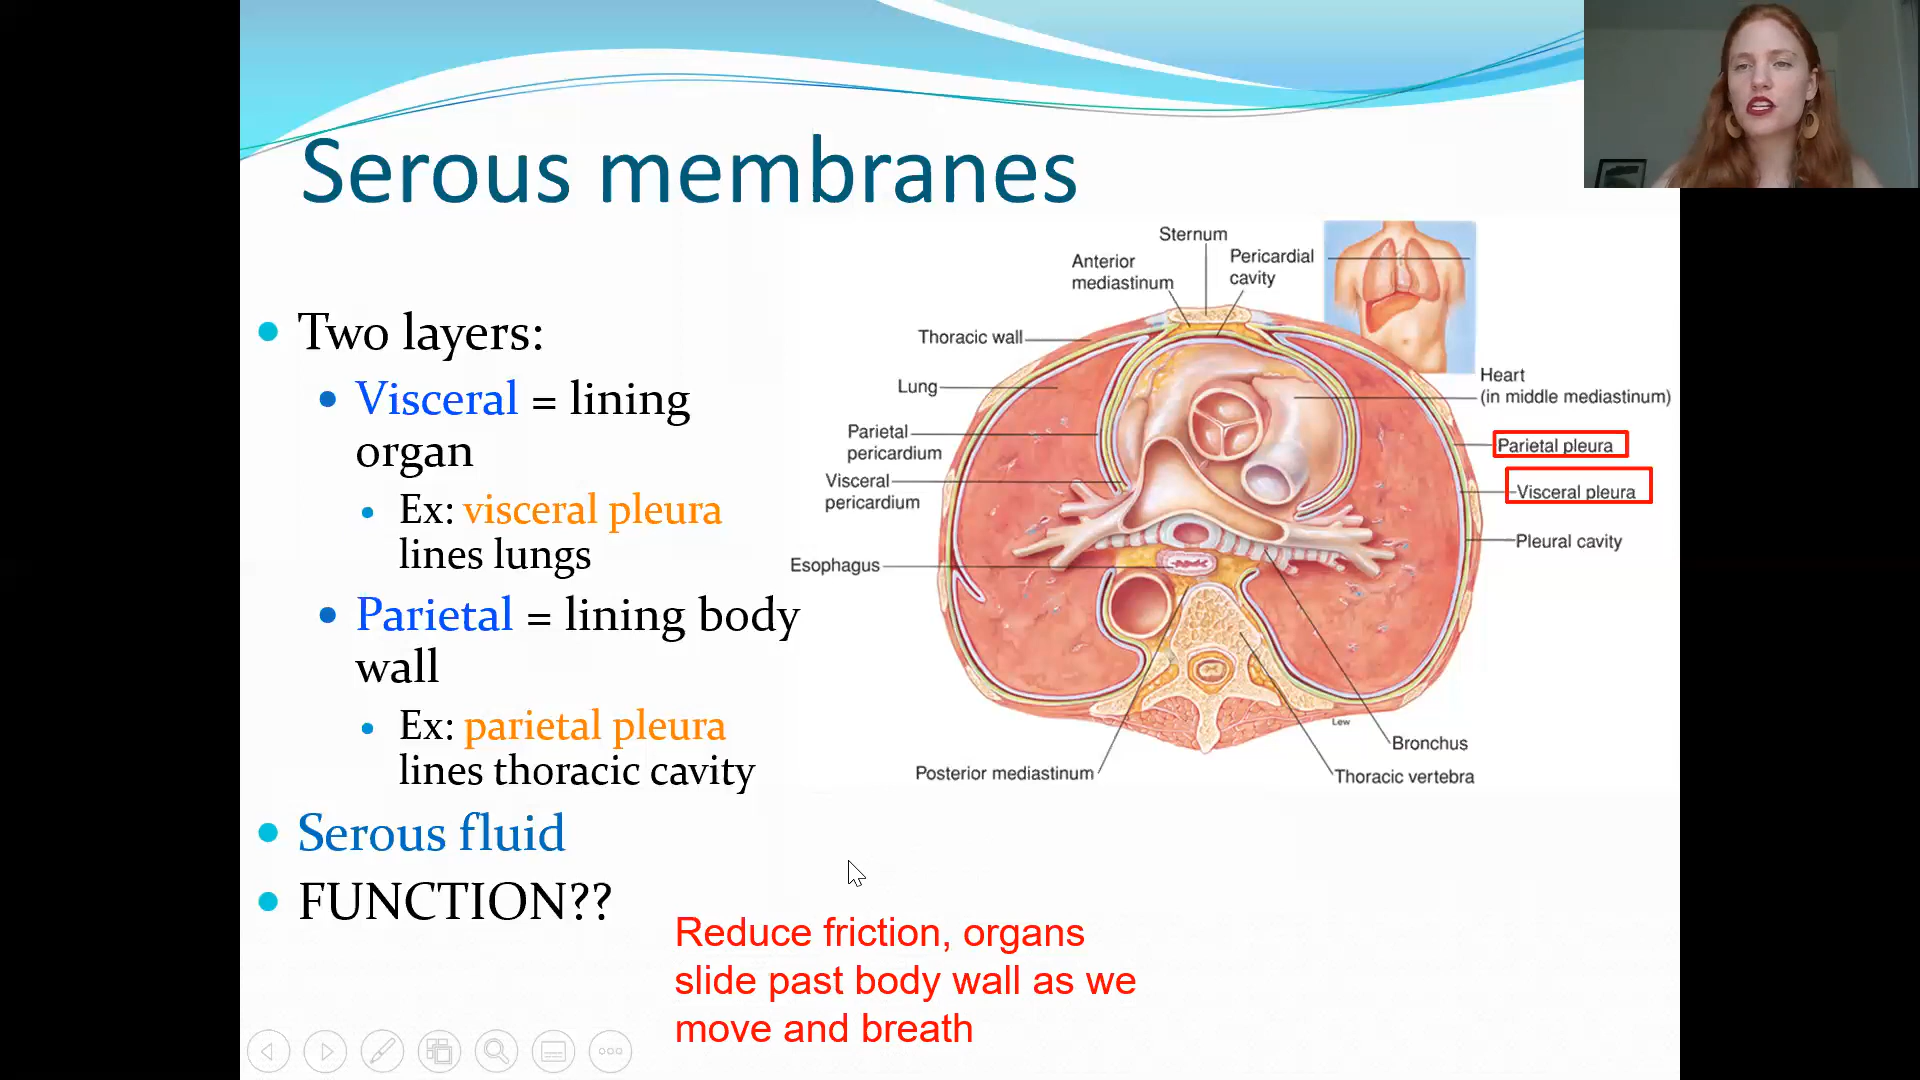 Serous membranes
Two layers:
Visceral = lining
organ
Ex: visceral pleura
lines lungs
Parietal = lining body
wall
Ex: parietal pleura
lines thoracic cavity
Serous fluid
FUNCTION??
Reduce friction, organs
slide past body wall as we
move and breath
Sternum
Anterior
mediastinum
Pericardial
cavity
Thoracic wall
Lung
Parietal
pericardium
Visceral
pericardium
Esophagus
Posterior mediastinum
Heart
(in middle mediastinum)
Parietal pleura
Visceral pleura
Pleural cavity
Lew
Bronchus
Thoracic vertebra